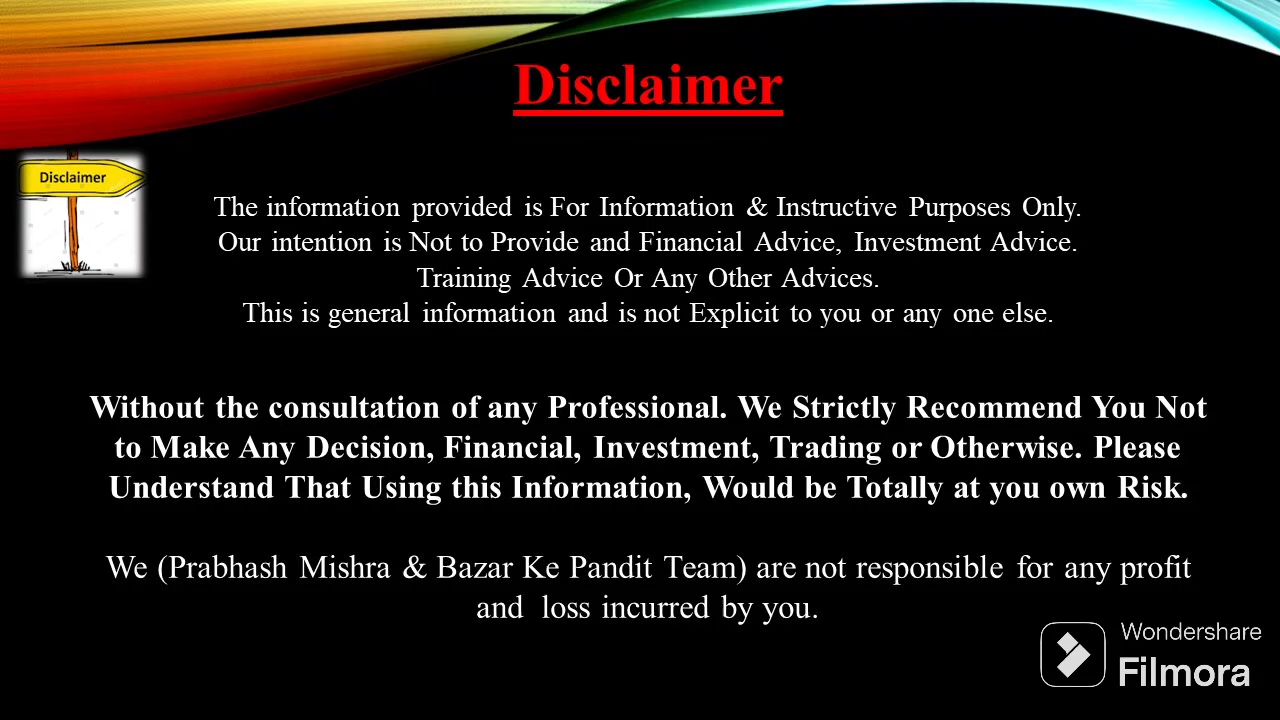 Disclaimer
Disclaimer
The information provided is For Information & Instructive Purposes Only.
Our intention is Not to Provide and Financial Advice, Investment Advice.
Training Advice Or Any Other Advices.
This is general information and is not Explicit to you or any one else.
Without the consultation of any Professional. We Strictly Recommend You Not
to Make Any Decision, Financial, Investment, Trading or Otherwise. Please
Understand That Using this Information, Would be Totally at you own Risk.
We (Prabhash Mishra & Bazar Ke Pandit Team) are not responsible for any profit
and loss incurred by you.
Wondershare
Filmora